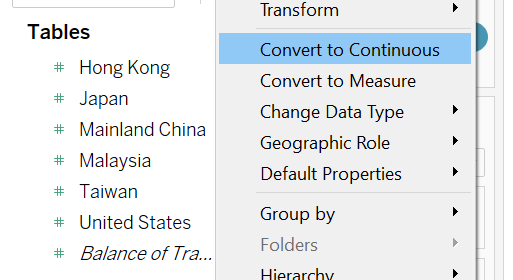 Tables
Hong Kong
Japan
Mainland China
Malaysia
Taiwan
United States
Balance of Tra...
Transform
Convert to Continuous
Convert to Measure
Change Data Type
Geographic Role
Default Properties
Group by
Folders
Hierarchy